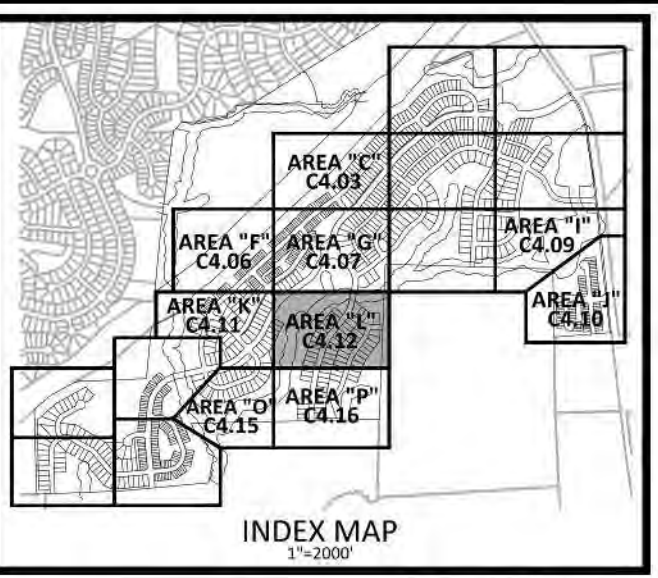 AREA "C"
C4.03
AREA "F"
C4.06
AREA "G"
C4.07
AREA "I"
C4.09
AREA "J"
C4.10
AREA "K"
C4.11
AREA "L"
C4.12
AREA "O"
C4.15
AREA "P"
C4.16
INDEX MAP
1"=2000'